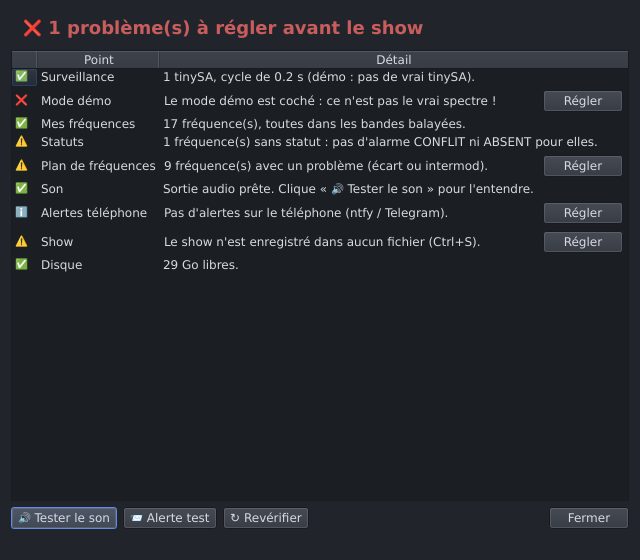 ❌ 1 problème(s) à régler avant le show
Point Détail
✅ Surveillance 1 tinySA, cycle de 0.2 s (démo : pas de vrai tinySA).
❌ Mode démo Le mode démo est coché : ce n'est pas le vrai spectre ! Régler
✅ Mes fréquences 17 fréquence(s), toutes dans les bandes balayées.
⚠️ Statuts 1 fréquence(s) sans statut : pas d'alarme CONFLIT ni ABSENT pour elles.
⚠️ Plan de fréquences 9 fréquence(s) avec un problème (écart ou intermod). Régler
✅ Son Sortie audio prête. Clique « 🔊 Tester le son » pour l'entendre.
ℹ️ Alertes téléphone Pas d'alertes sur le téléphone (ntfy / Telegram). Régler
⚠️ Show Le show n'est enregistré dans aucun fichier (Ctrl+S). Régler
✅ Disque 29 Go libres.
🔊 Tester le son 📨 Alerte test ↻ Revérifier Fermer